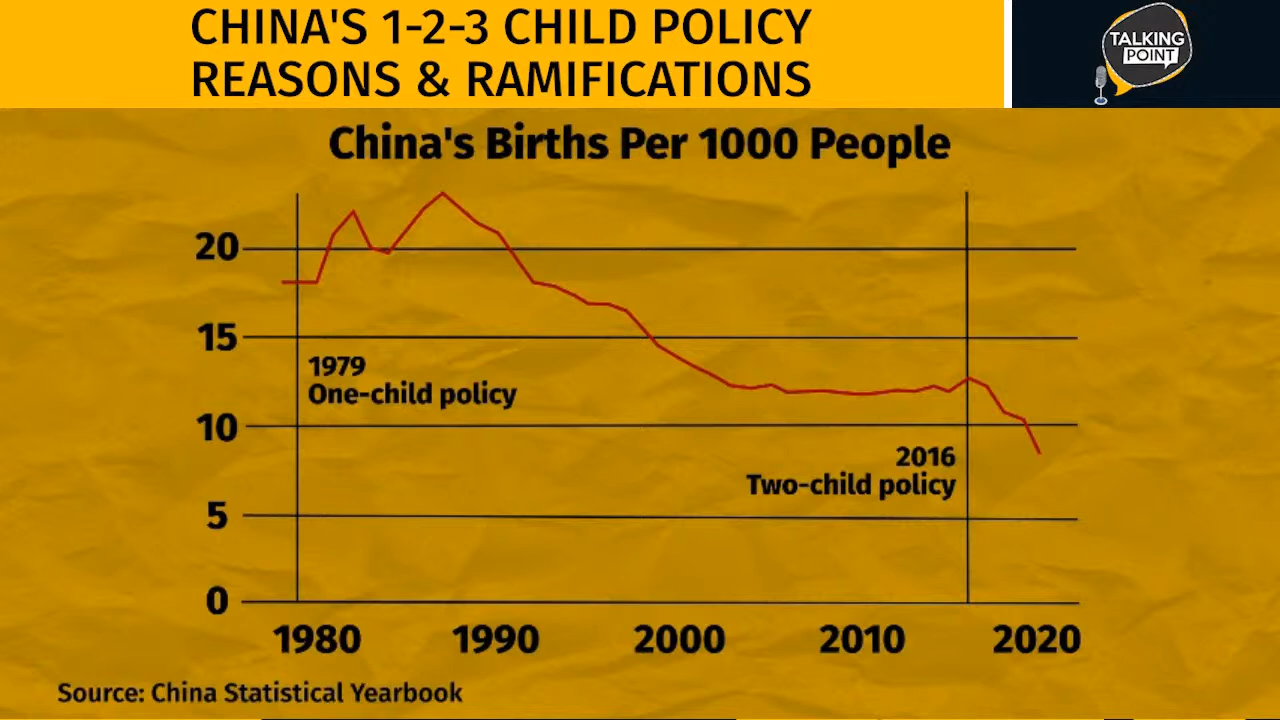 CHINA'S 1-2-3 CHILD POLICY
REASONS & RAMIFICATIONS
TALKING
POINT
China's Births Per 1000 People
20
15
1979
One-child policy
10
2016
Two-child policy
5
0
1980 1990 2000 2010 2020
Source: China Statistical Yearbook